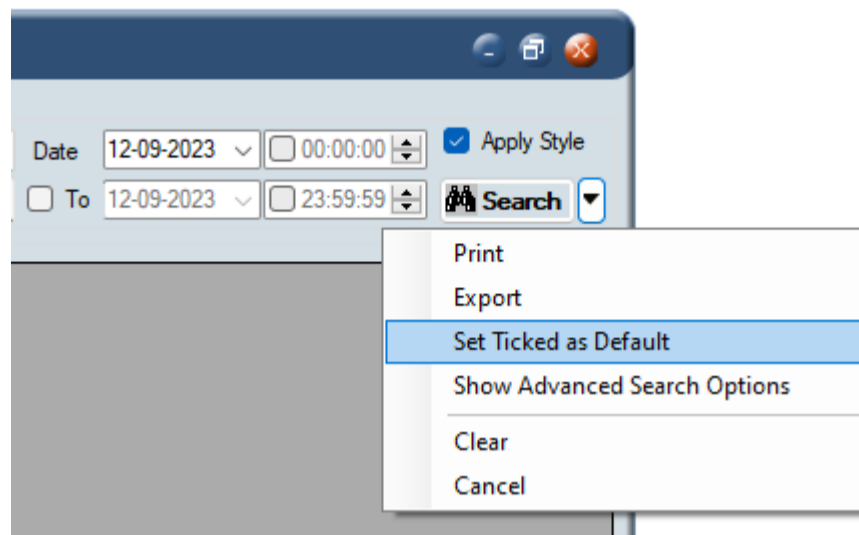 Date 12-09-2023 00:00:00 Apply Style
To 12-09-2023 23:59:59 Search
Print
Export
Set Ticked as Default
Show Advanced Search Options
Clear
Cancel